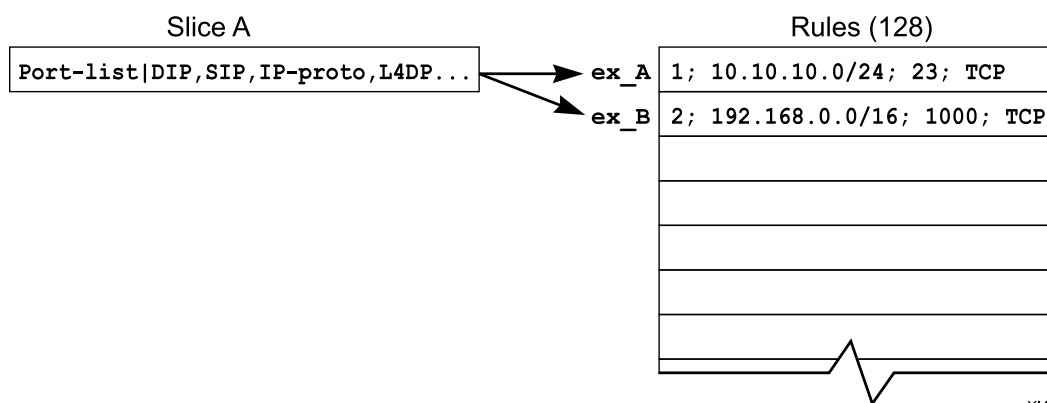 Slice A
Rules (128)
Port-list|DIP,SIP,IP-proto,L4DP...
ex_A 1; 10.10.10.0/24; 23; TCP
ex_B 2; 192.168.0.0/16; 1000; TCP